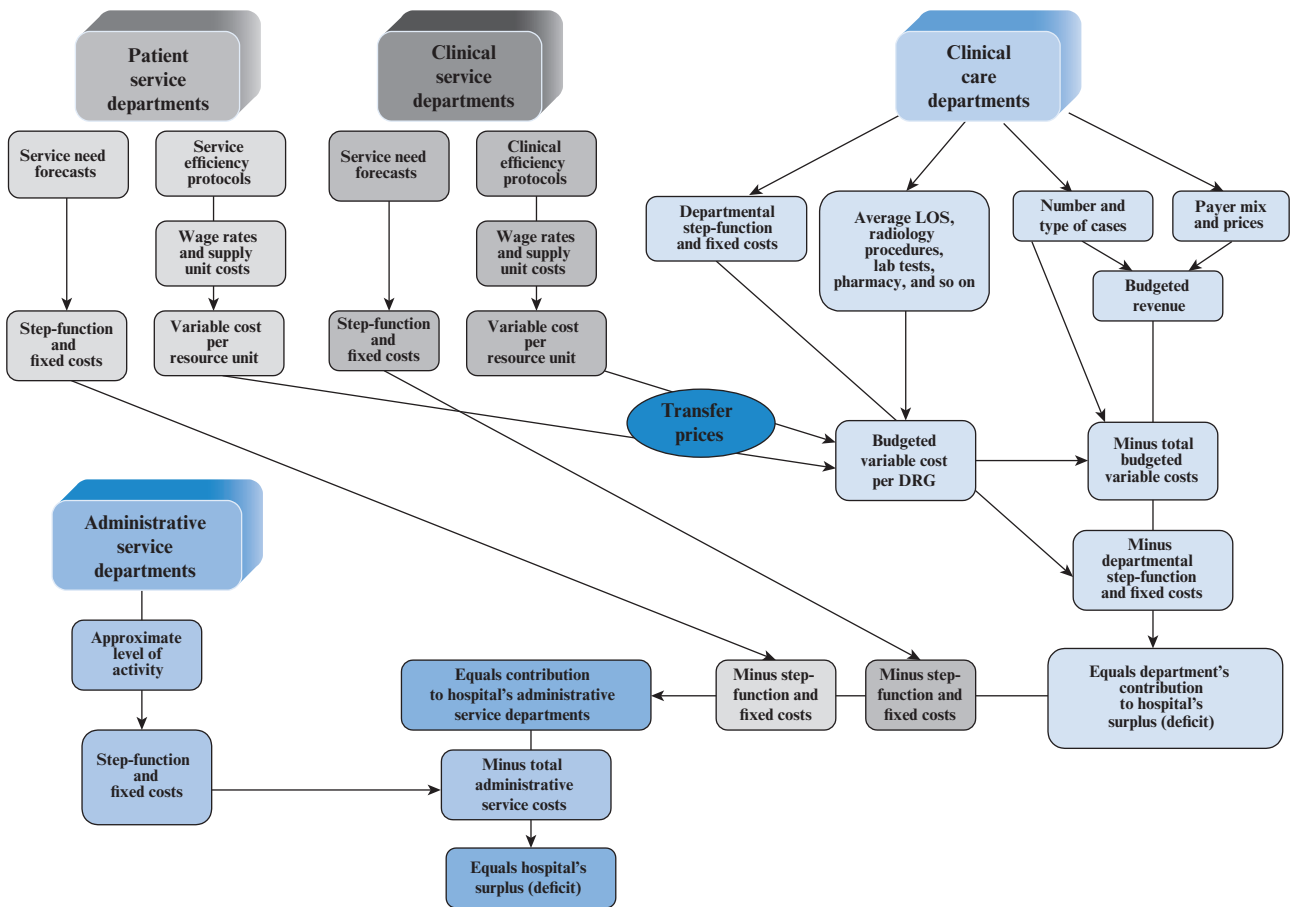 Patient
service
departments
Clinical
service
departments
Clinical
care
departments
Service need
forecasts
Service
efficiency
protocols
Service need
forecasts
Clinical
efficiency
protocols
Departmental
step-function
and fixed costs
Average LOS,
radiology
procedures,
lab tests,
pharmacy, and so on
Number and
type of cases
Payer mix
and prices
Wage rates
and supply
unit costs
Wage rates
and supply
unit costs
Budgeted
revenue
Step-function
and
fixed costs
Variable cost
per
resource unit
Step-function
and
fixed costs
Variable cost
per
resource unit
Transfer
prices
Budgeted
variable cost
per DRG
Minus total
budgeted
variable costs
Administrative
service
departments
Minus
departmental
step-function
and fixed costs
Approximate
level of
activity
Equals contribution
to hospital's administrative
service departments
Minus step-
function and
fixed costs
Minus step-
function and
fixed costs
Equals department's
contribution
to hospital's
surplus (deficit)
Step-function
and
fixed costs
Minus total
administrative
service costs
Equals hospital's
surplus (deficit)